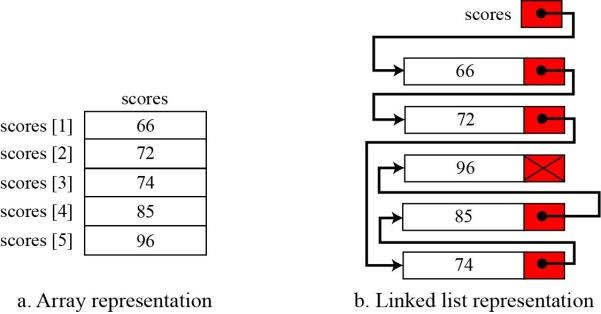 scores
scores [1] 66
scores [2] 72
scores [3] 74
scores [4] 85
scores [5] 96
a. Array representation
scores
66
72
96
85
74
b. Linked list representation